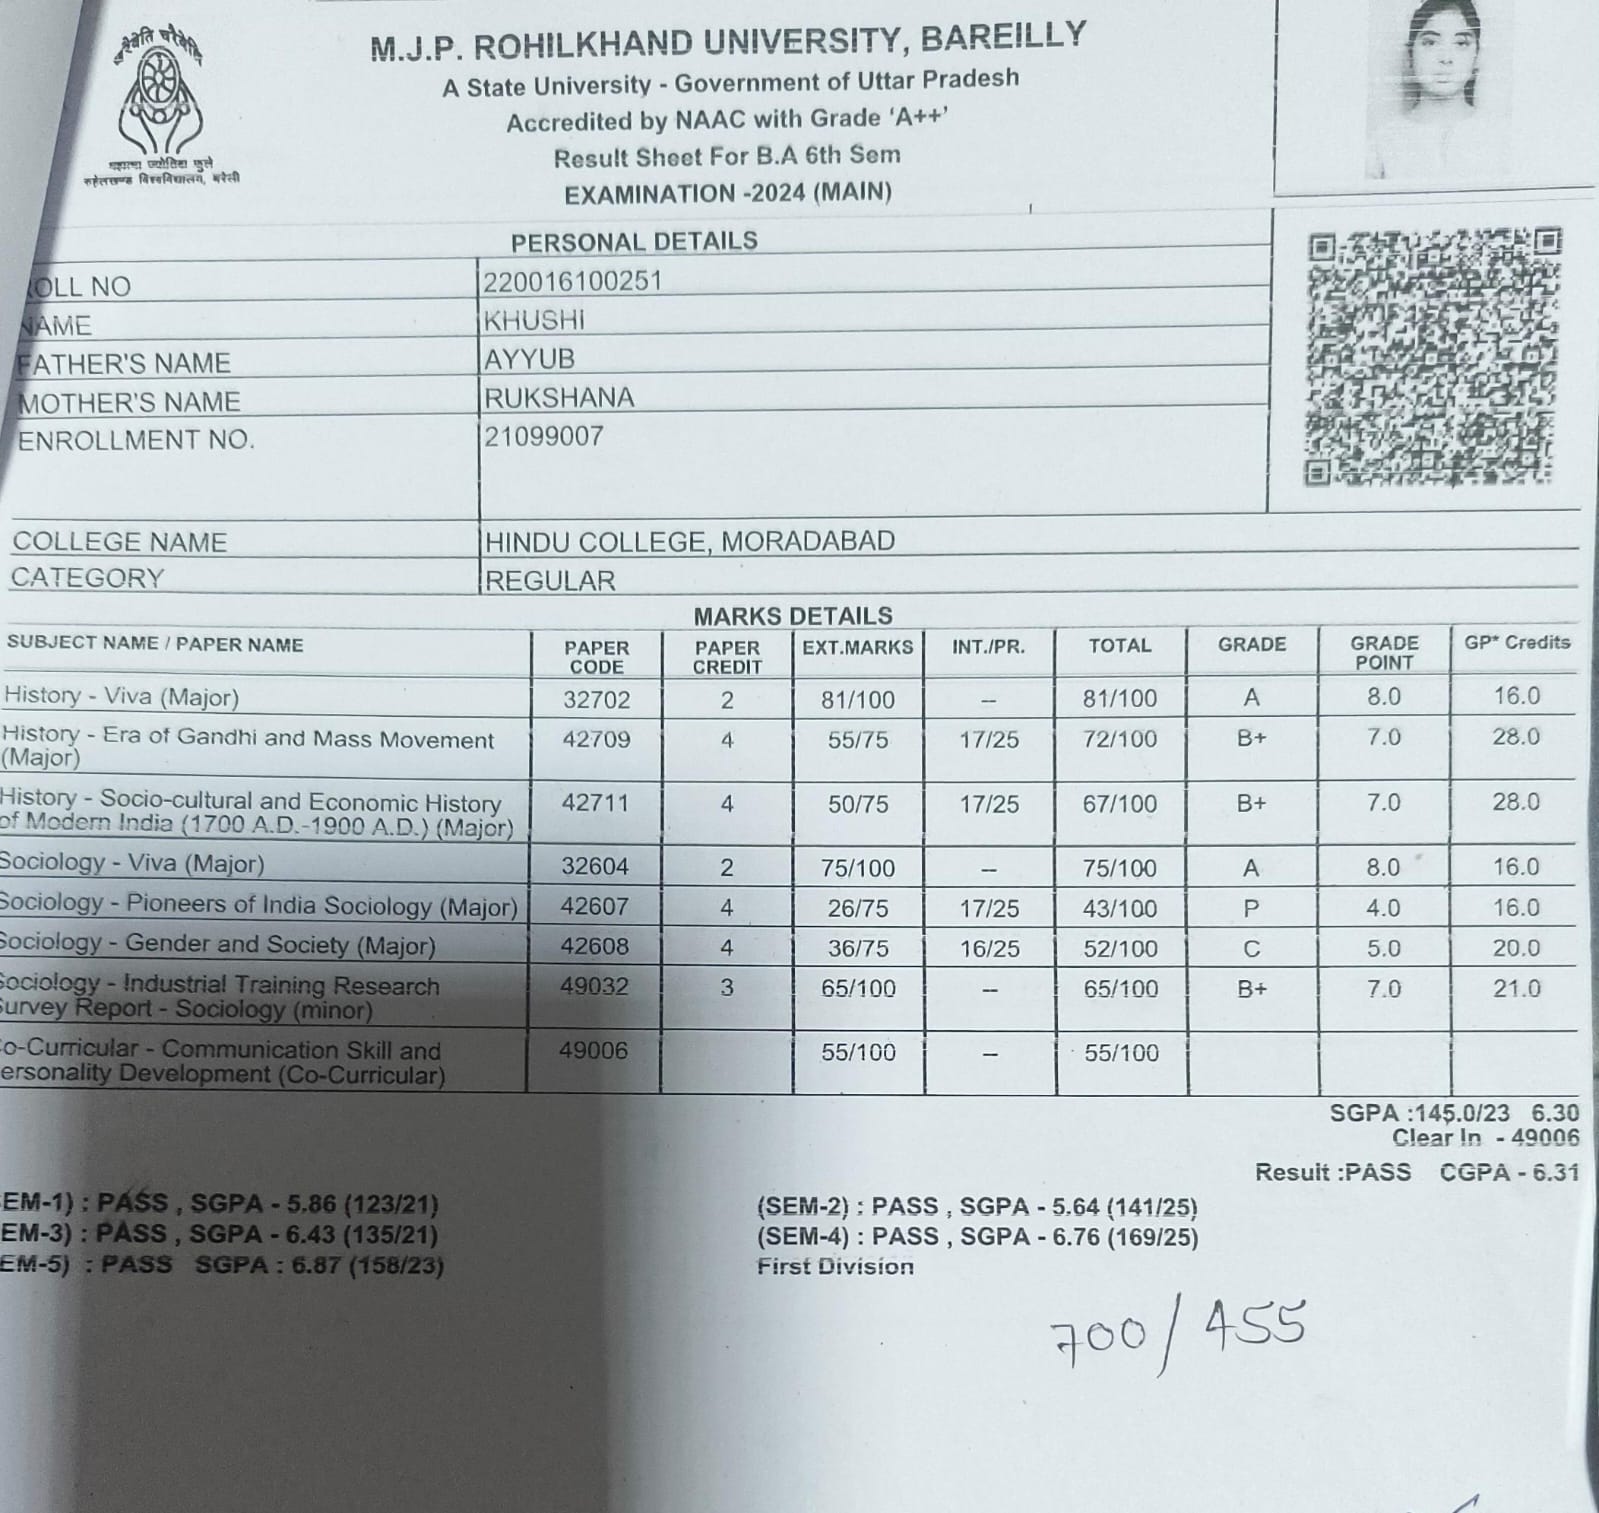 चरैवेति चरैवेति
महात्मा ज्योतिबा फुले
रुहेलखण्ड विश्वविद्यालय, बरेली
M.J.P. ROHILKHAND UNIVERSITY, BAREILLY
A State University - Government of Uttar Pradesh
Accredited by NAAC with Grade ‘A++’
Result Sheet For B.A 6th Sem
EXAMINATION -2024 (MAIN)
PERSONAL DETAILS
OLL NO 220016100251
NAME KHUSHI
FATHER'S NAME AYYUB
MOTHER'S NAME RUKSHANA
ENROLLMENT NO. 21099007
COLLEGE NAME HINDU COLLEGE, MORADABAD
CATEGORY REGULAR
MARKS DETAILS
SUBJECT NAME / PAPER NAME PAPER CODE PAPER CREDIT EXT.MARKS INT./PR. TOTAL GRADE GRADE POINT GP* Credits
History - Viva (Major) 32702 2 81/100 -- 81/100 A 8.0 16.0
History - Era of Gandhi and Mass Movement 42709 4 55/75 17/25 72/100 B+ 7.0 28.0
(Major)
History - Socio-cultural and Economic History 42711 4 50/75 17/25 67/100 B+ 7.0 28.0
of Modern India (1700 A.D.-1900 A.D.) (Major)
Sociology - Viva (Major) 32604 2 75/100 -- 75/100 A 8.0 16.0
Sociology - Pioneers of India Sociology (Major) 42607 4 26/75 17/25 43/100 P 4.0 16.0
Sociology - Gender and Society (Major) 42608 4 36/75 16/25 52/100 C 5.0 20.0
Sociology - Industrial Training Research 49032 3 65/100 -- 65/100 B+ 7.0 21.0
Survey Report - Sociology (minor)
o-Curricular - Communication Skill and 49006 55/100 -- 55/100
ersonality Development (Co-Curricular)
SGPA :145.0/23 6.30
Clear In - 49006
Result :PASS CGPA - 6.31
EM-1) : PASS , SGPA - 5.86 (123/21) (SEM-2) : PASS , SGPA - 5.64 (141/25)
EM-3) : PASS , SGPA - 6.43 (135/21) (SEM-4) : PASS , SGPA - 6.76 (169/25)
EM-5) : PASS SGPA : 6.87 (158/23) First Division
700/455